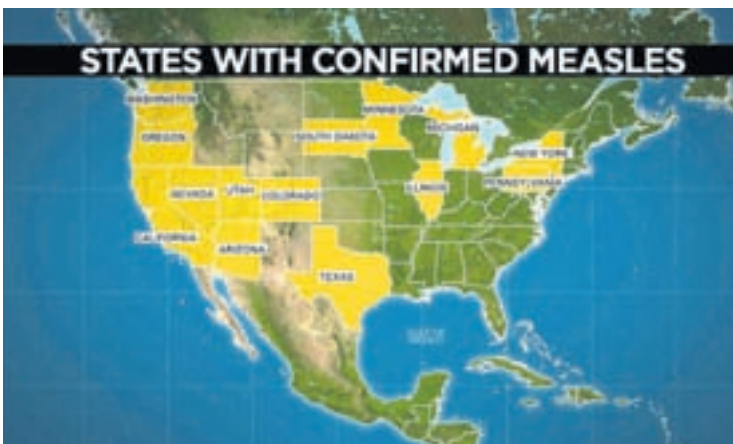 STATES WITH CONFIRMED MEASLES
WASHINGTON
MINNESOTA
OREGON
SOUTH DAKOTA
MICHIGAN
NEW YORK
NEVADA
UTAH
COLORADO
ILLINOIS
PENNSYLVANIA
CALIFORNIA
ARIZONA
TEXAS